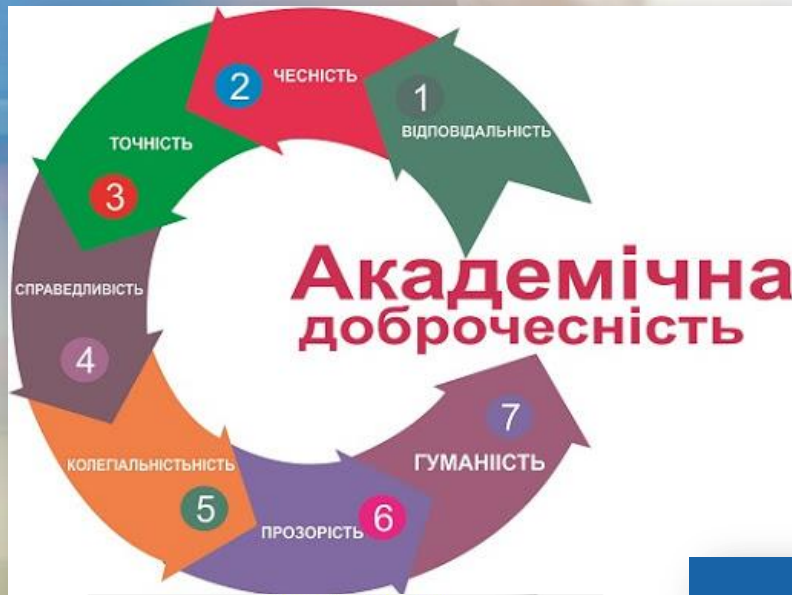 1
ВІДПОВІДАЛЬНІСТЬ
2
ЧЕСНІСТЬ
ТОЧНІСТЬ
3
СПРАВЕДЛИВІСТЬ
4
КОЛЕГІАЛЬНІСТЬНІСТЬ
5
ПРОЗОРІСТЬ
6
7
ГУМАНІІСТЬ
Академічна
доброчесність